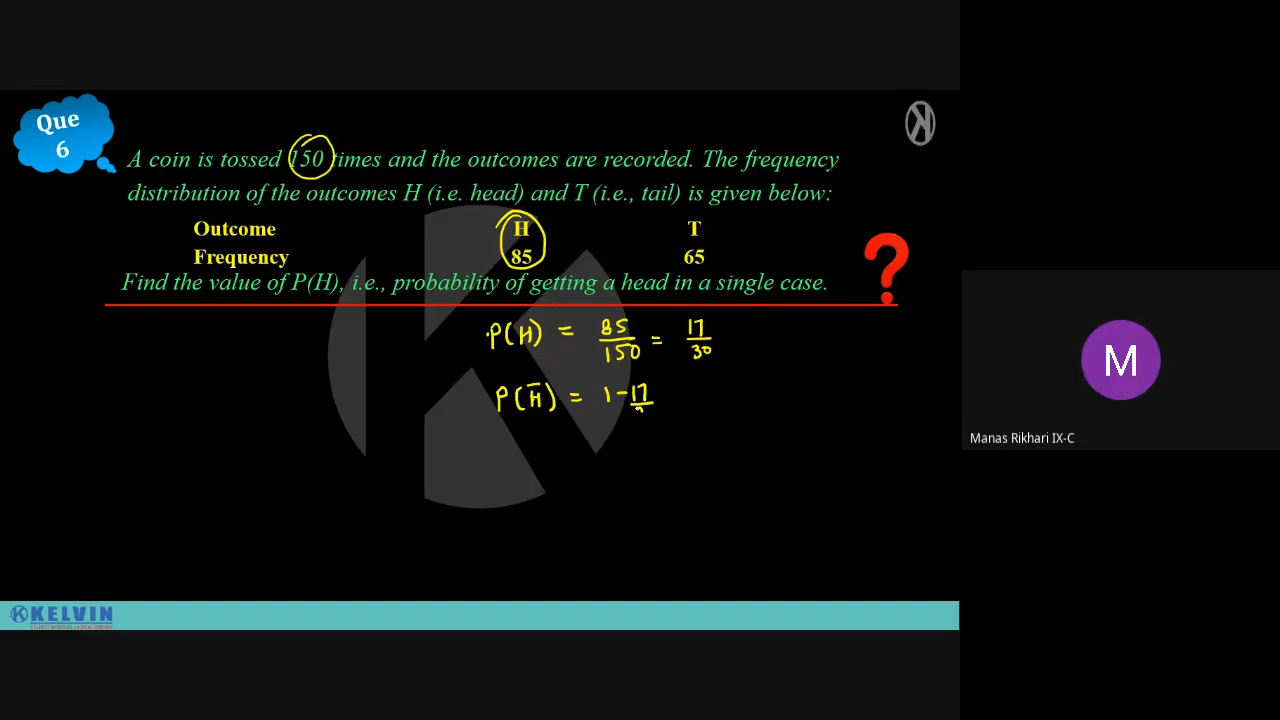 Que
6
A coin is tossed 150 times and the outcomes are recorded. The frequency
distribution of the outcomes H (i.e. head) and T (i.e., tail) is given below:
Outcome H T
Frequency 85 65
Find the value of P(H), i.e., probability of getting a head in a single case.
?
P(H) = 85/150 = 17/30
P(H̅) = 1 - 17/
M
Manas Rikhari IX-C
KELVIN